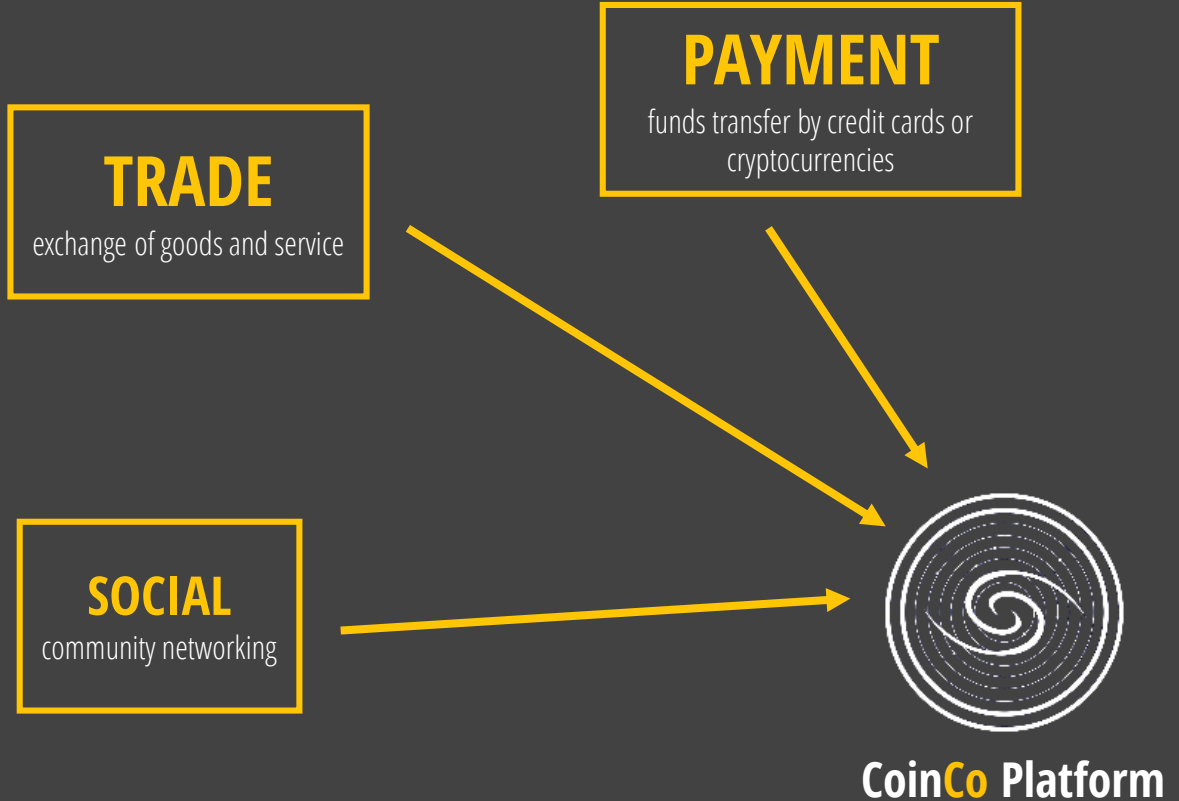 PAYMENT
funds transfer by credit cards or
cryptocurrencies
TRADE
exchange of goods and service
SOCIAL
community networking
CoinCo Platform